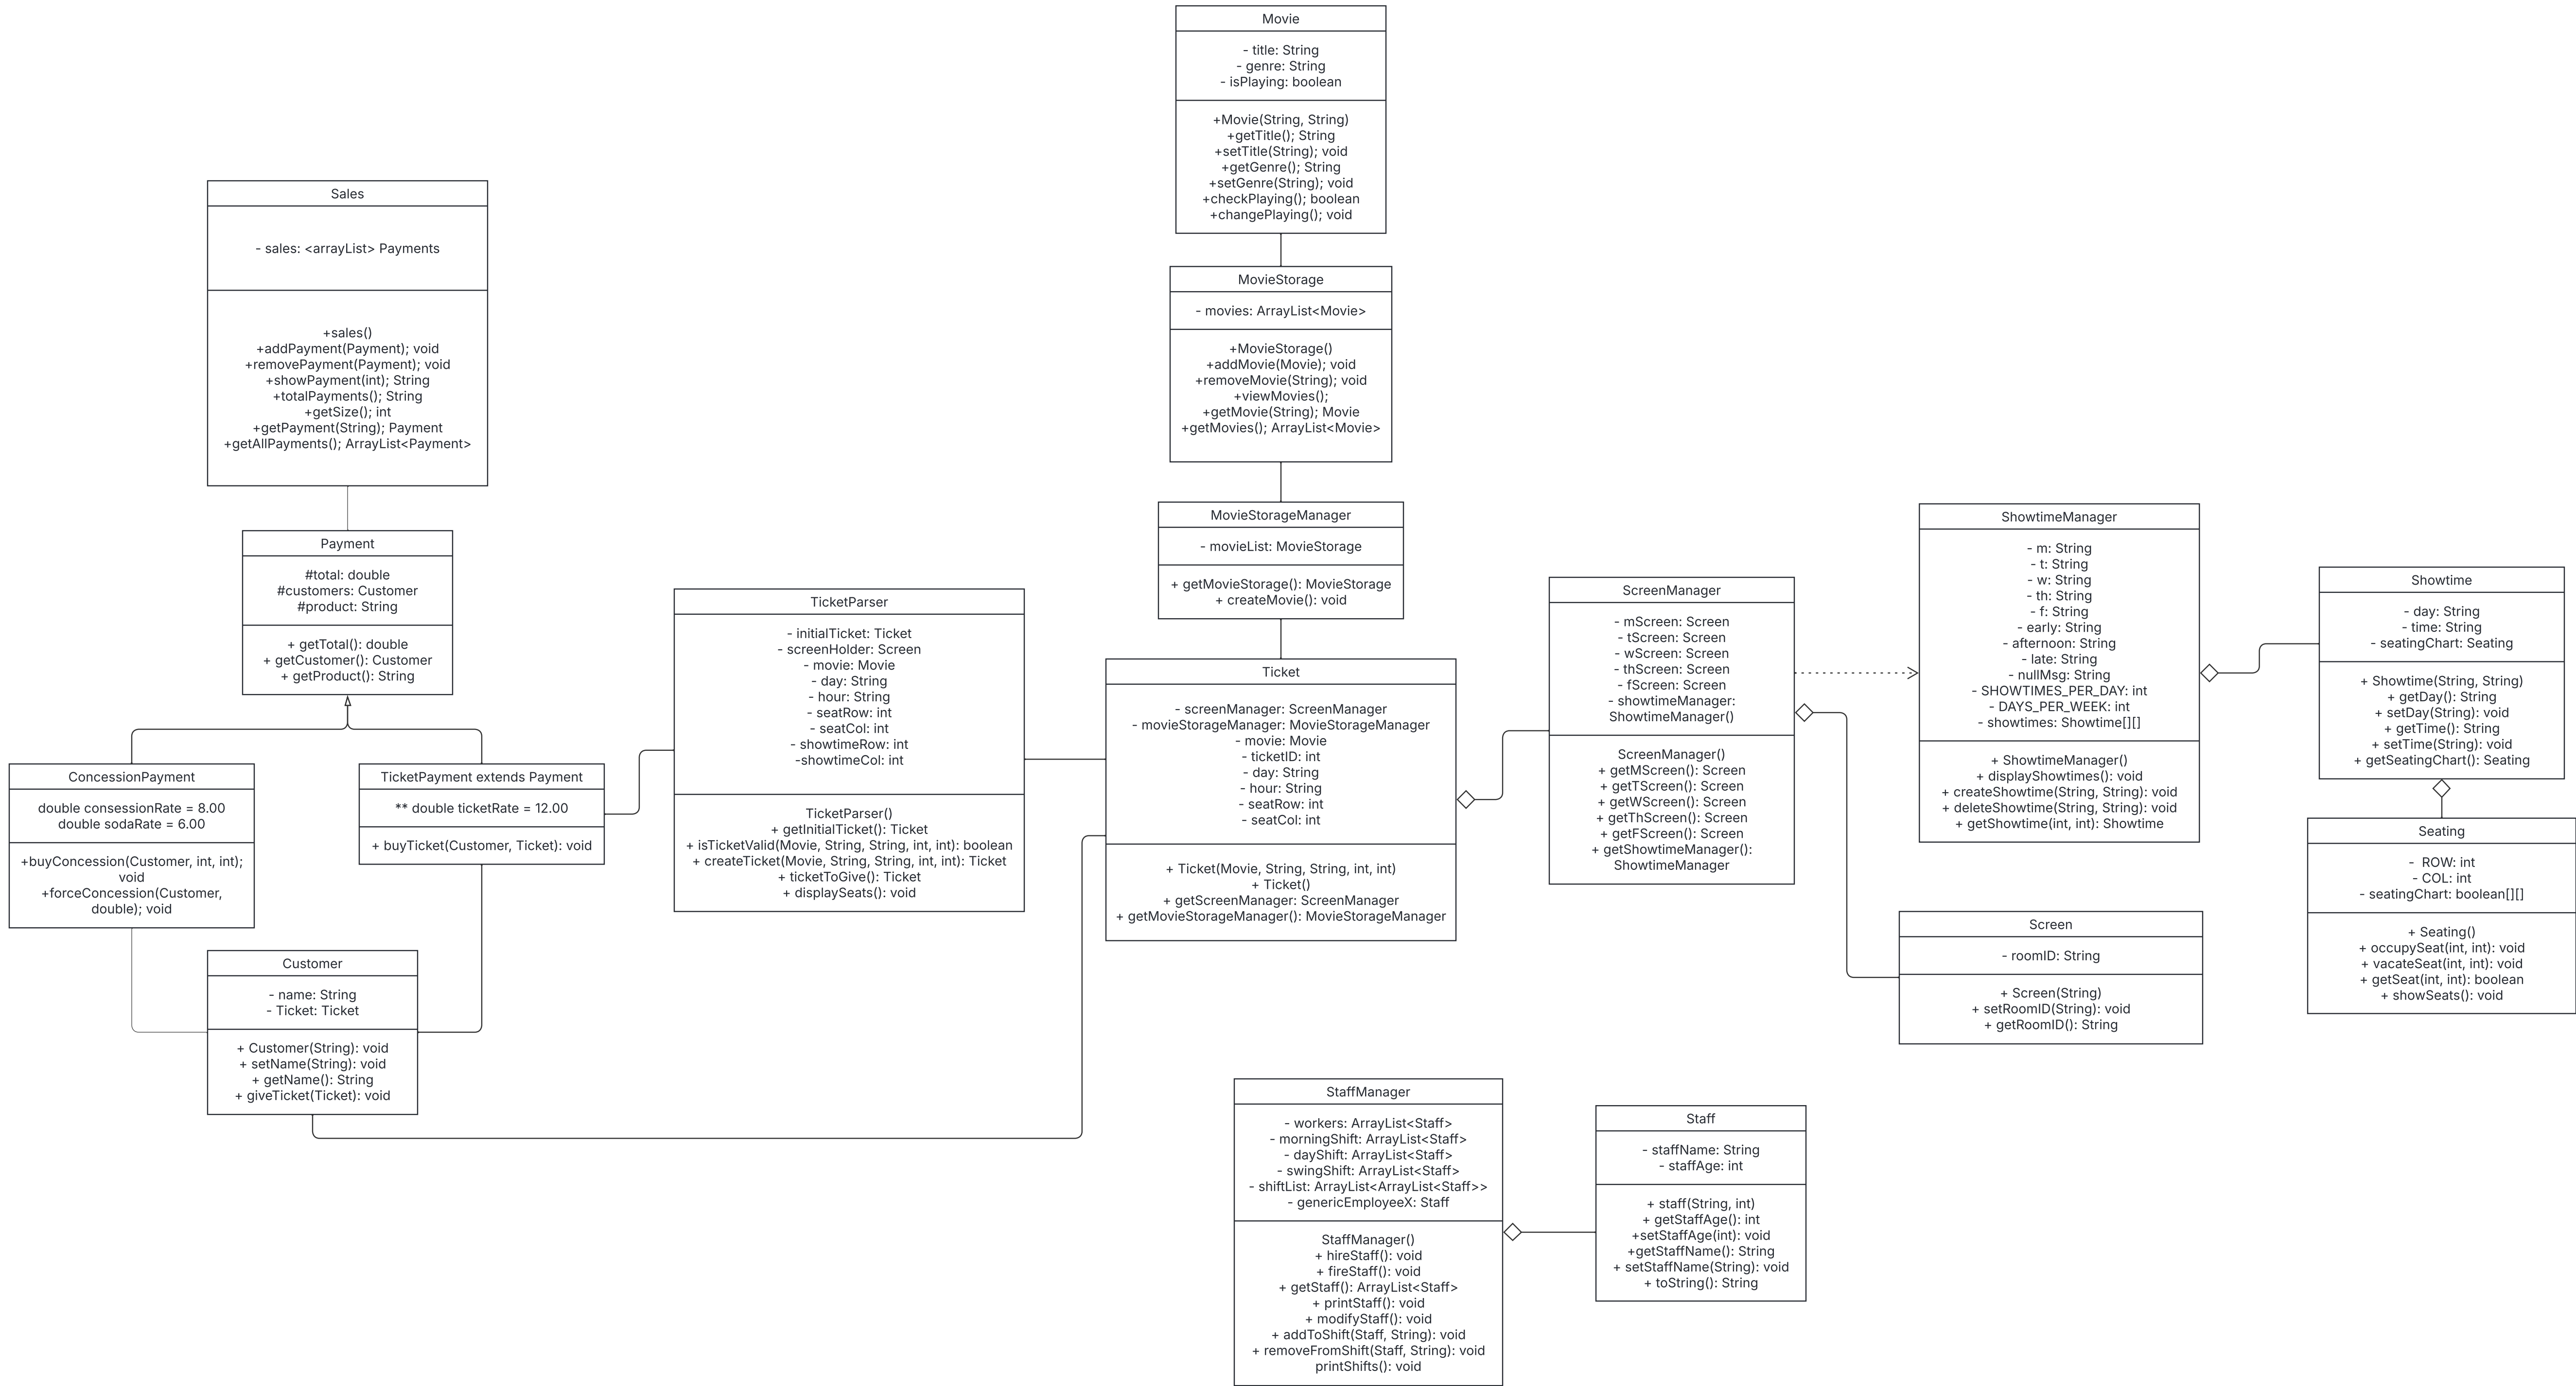 Movie
- title: String
- genre: String
- isPlaying: boolean
+Movie(String, String)
+getTitle(); String
+setTitle(String); void
+getGenre(); String
+setGenre(String); void
+checkPlaying(); boolean
+changePlaying(); void
Sales
- sales: <arrayList> Payments
+sales()
+addPayment(Payment); void
+removePayment(Payment); void
+showPayment(int); String
+totalPayments(); String
+getSize(); int
+getPayment(String); Payment
+getAllPayments(); ArrayList<Payment>
MovieStorage
- movies: ArrayList<Movie>
+MovieStorage()
+addMovie(Movie); void
+removeMovie(String); void
+viewMovies();
+getMovie(String); Movie
+getMovies(); ArrayList<Movie>
MovieStorageManager
- movieList: MovieStorage
+ getMovieStorage(): MovieStorage
+ createMovie(): void
Payment
#total: double
#customers: Customer
#product: String
+ getTotal(): double
+ getCustomer(): Customer
+ getProduct(): String
ConcessionPayment
double consessionRate = 8.00
double sodaRate = 6.00
+buyConcession(Customer, int, int);
void
+forceConcession(Customer,
double); void
TicketPayment extends Payment
** double ticketRate = 12.00
+ buyTicket(Customer, Ticket): void
Customer
- name: String
- Ticket: Ticket
+ Customer(String): void
+ setName(String): void
+ getName(): String
+ giveTicket(Ticket): void
TicketParser
- initialTicket: Ticket
- screenHolder: Screen
- movie: Movie
- day: String
- hour: String
- seatRow: int
- seatCol: int
- showtimeRow: int
-showtimeCol: int
TicketParser()
+ getInitialTicket(): Ticket
+ isTicketValid(Movie, String, String, int, int): boolean
+ createTicket(Movie, String, String, int, int): Ticket
+ ticketToGive(): Ticket
+ displaySeats(): void
Ticket
- screenManager: ScreenManager
- movieStorageManager: MovieStorageManager
- movie: Movie
- ticketID: int
- day: String
- hour: String
- seatRow: int
- seatCol: int
+ Ticket(Movie, String, String, int, int)
+ Ticket()
+ getScreenManager: ScreenManager
+ getMovieStorageManager(): MovieStorageManager
ScreenManager
- mScreen: Screen
- tScreen: Screen
- wScreen: Screen
- thScreen: Screen
- fScreen: Screen
- showtimeManager:
ShowtimeManager()
ScreenManager()
+ getMScreen(): Screen
+ getTScreen(): Screen
+ getWScreen(): Screen
+ getThScreen(): Screen
+ getFScreen(): Screen
+ getShowtimeManager():
ShowtimeManager
ShowtimeManager
- m: String
- t: String
- w: String
- th: String
- f: String
- early: String
- afternoon: String
- late: String
- nullMsg: String
- SHOWTIMES_PER_DAY: int
- DAYS_PER_WEEK: int
- showtimes: Showtime[][]
+ ShowtimeManager()
+ displayShowtimes(): void
+ createShowtime(String, String): void
+ deleteShowtime(String, String): void
+ getShowtime(int, int): Showtime
Showtime
- day: String
- time: String
- seatingChart: Seating
+ Showtime(String, String)
+ getDay(): String
+ setDay(String): void
+ getTime(): String
+ setTime(String): void
+ getSeatingChart(): Seating
Seating
- ROW: int
- COL: int
- seatingChart: boolean[][]
+ Seating()
+ occupySeat(int, int): void
+ vacateSeat(int, int): void
+ getSeat(int, int): boolean
+ showSeats(): void
Screen
- roomID: String
+ Screen(String)
+ setRoomID(String): void
+ getRoomID(): String
StaffManager
- workers: ArrayList<Staff>
- morningShift: ArrayList<Staff>
- dayShift: ArrayList<Staff>
- swingShift: ArrayList<Staff>
- shiftList: ArrayList<ArrayList<Staff>>
- genericEmployeeX: Staff
StaffManager()
+ hireStaff(): void
+ fireStaff(): void
+ getStaff(): ArrayList<Staff>
+ printStaff(): void
+ modifyStaff(): void
+ addToShift(Staff, String): void
+ removeFromShift(Staff, String): void
printShifts(): void
Staff
- staffName: String
- staffAge: int
+ staff(String, int)
+ getStaffAge(): int
+setStaffAge(int): void
+getStaffName(): String
+ setStaffName(String): void
+ toString(): String